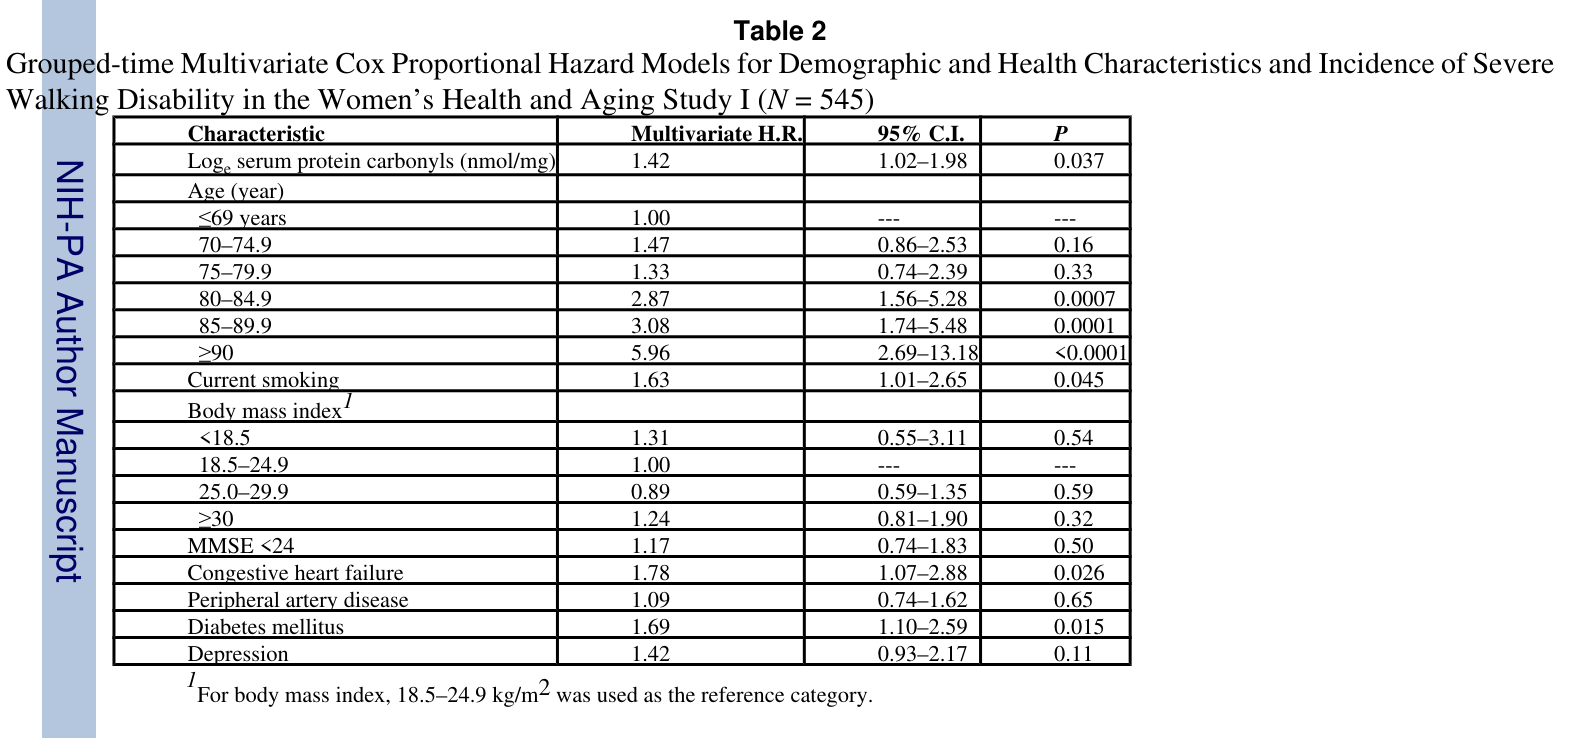 Table 2
Grouped-time Multivariate Cox Proportional Hazard Models for Demographic and Health Characteristics and Incidence of Severe
Walking Disability in the Women's Health and Aging Study I (N = 545)
Characteristic Multivariate H.R. 95% C.I. P
Logₑ serum protein carbonyls (nmol/mg) 1.42 1.02–1.98 0.037
Age (year)
≤69 years 1.00 --- ---
70–74.9 1.47 0.86–2.53 0.16
75–79.9 1.33 0.74–2.39 0.33
80–84.9 2.87 1.56–5.28 0.0007
85–89.9 3.08 1.74–5.48 0.0001
≥90 5.96 2.69–13.18 <0.0001
Current smoking 1.63 1.01–2.65 0.045
Body mass index¹
<18.5 1.31 0.55–3.11 0.54
18.5–24.9 1.00 --- ---
25.0–29.9 0.89 0.59–1.35 0.59
≥30 1.24 0.81–1.90 0.32
MMSE <24 1.17 0.74–1.83 0.50
Congestive heart failure 1.78 1.07–2.88 0.026
Peripheral artery disease 1.09 0.74–1.62 0.65
Diabetes mellitus 1.69 1.10–2.59 0.015
Depression 1.42 0.93–2.17 0.11
¹For body mass index, 18.5–24.9 kg/m² was used as the reference category.
NIH-PA Author Manuscript